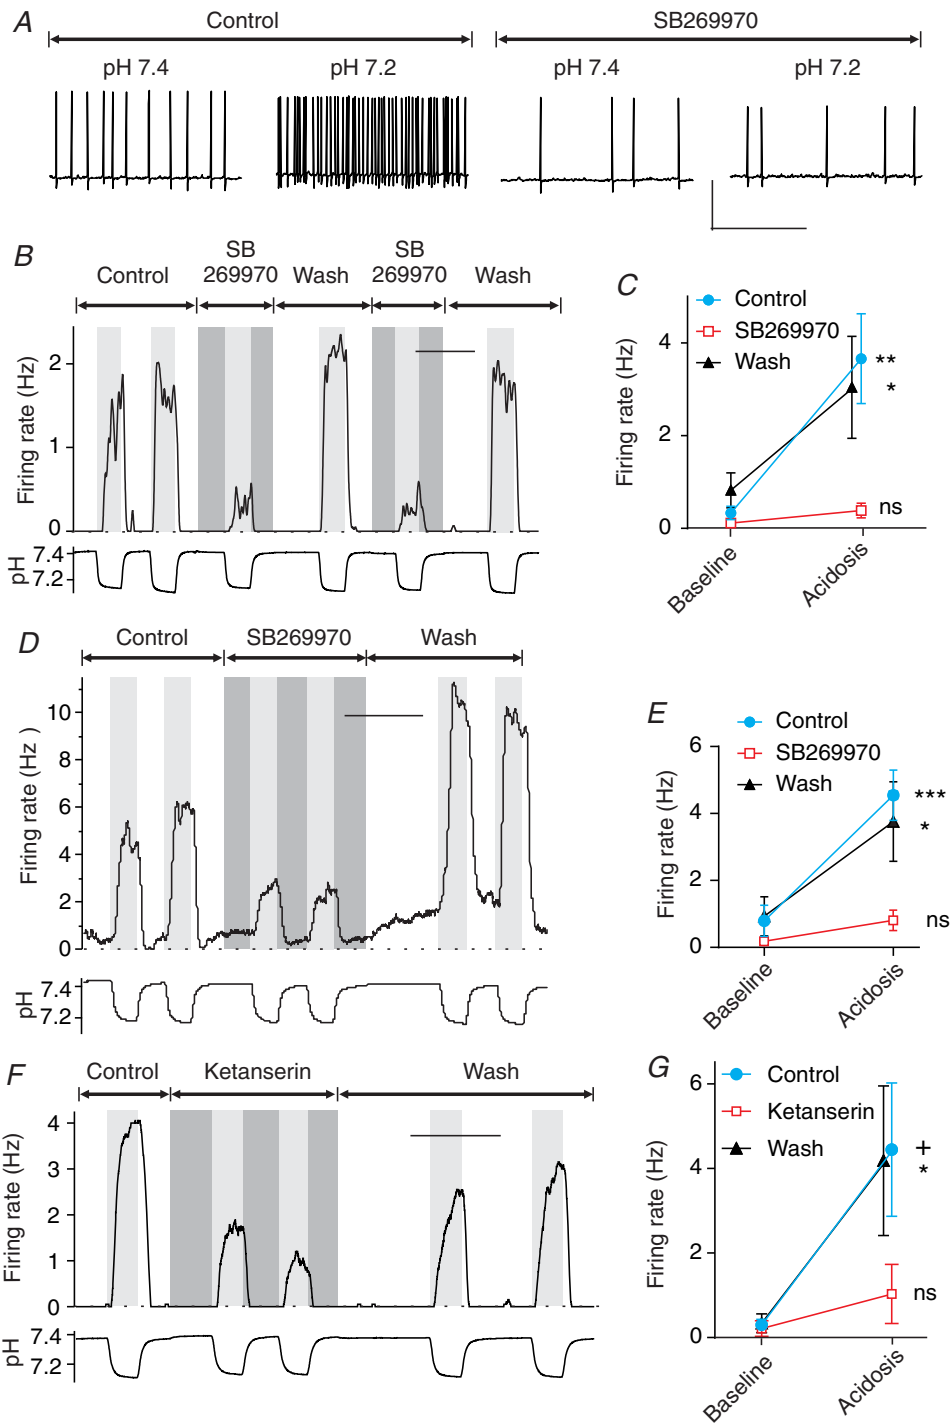 A
Control
SB269970
pH 7.4
pH 7.2
pH 7.4
pH 7.2
B
Control
SB
269970
Wash
SB
269970
Wash
Firing rate (Hz)
2
1
0
pH
7.4
7.2
C
Control
SB269970
Wash
Firing rate (Hz)
4
2
0
**
*
ns
Baseline
Acidosis
D
Control
SB269970
Wash
Firing rate (Hz )
10
8
6
4
2
0
pH
7.4
7.2
E
Control
SB269970
Wash
Firing rate (Hz)
6
4
2
0
***
*
ns
Baseline
Acidosis
F
Control
Ketanserin
Wash
Firing rate (Hz)
4
3
2
1
0
pH
7.4
7.2
G
Control
Ketanserin
Wash
Firing rate (Hz)
6
4
2
0
+
*
ns
Baseline
Acidosis